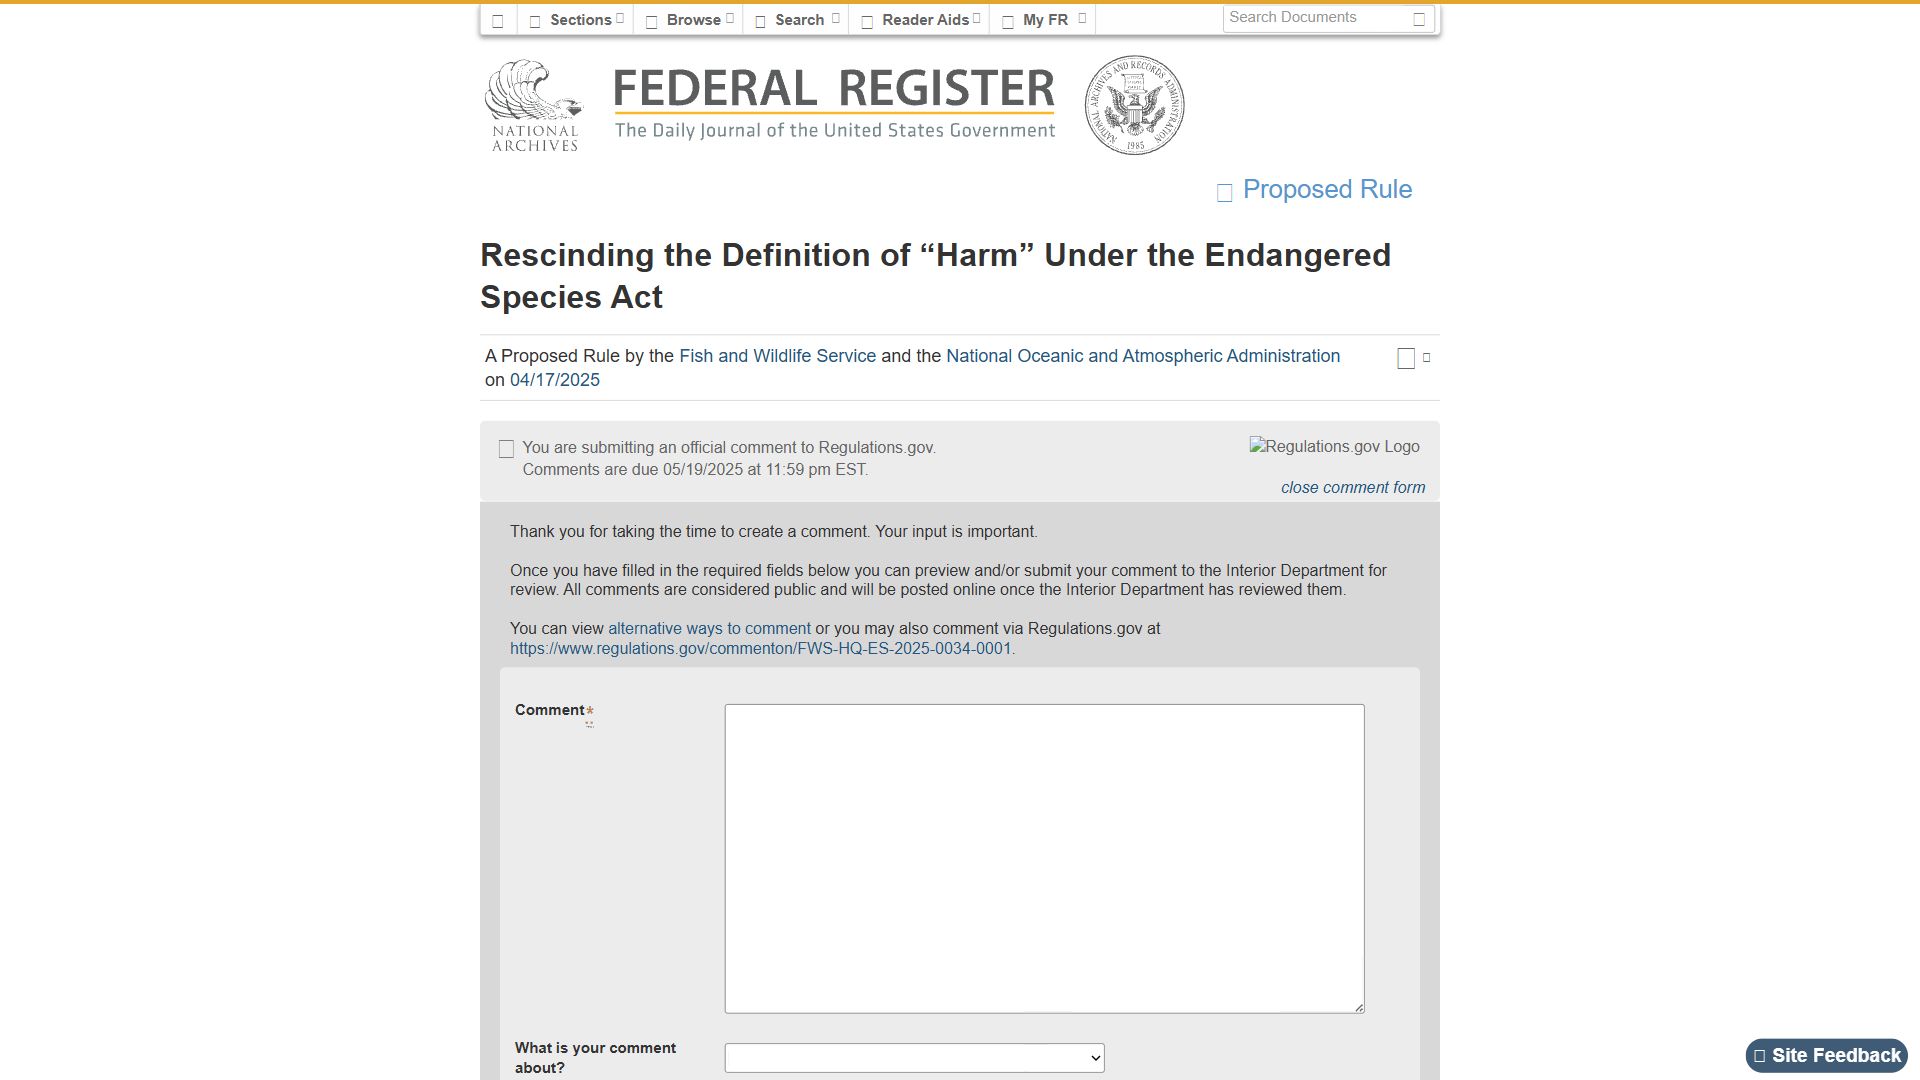 Sections
Browse
Search
Reader Aids
My FR
Search Documents
NATIONAL
ARCHIVES
FEDERAL REGISTER
The Daily Journal of the United States Government
NATIONAL ARCHIVES AND RECORDS ADMINISTRATION
1985
Proposed Rule
Rescinding the Definition of “Harm” Under the Endangered
Species Act
A Proposed Rule by the Fish and Wildlife Service and the National Oceanic and Atmospheric Administration
on 04/17/2025
You are submitting an official comment to Regulations.gov.
Comments are due 05/19/2025 at 11:59 pm EST.
Regulations.gov Logo
close comment form
Thank you for taking the time to create a comment. Your input is important.
Once you have filled in the required fields below you can preview and/or submit your comment to the Interior Department for
review. All comments are considered public and will be posted online once the Interior Department has reviewed them.
You can view alternative ways to comment or you may also comment via Regulations.gov at
https://www.regulations.gov/commenton/FWS-HQ-ES-2025-0034-0001.
Comment*
What is your comment
about?
Site Feedback